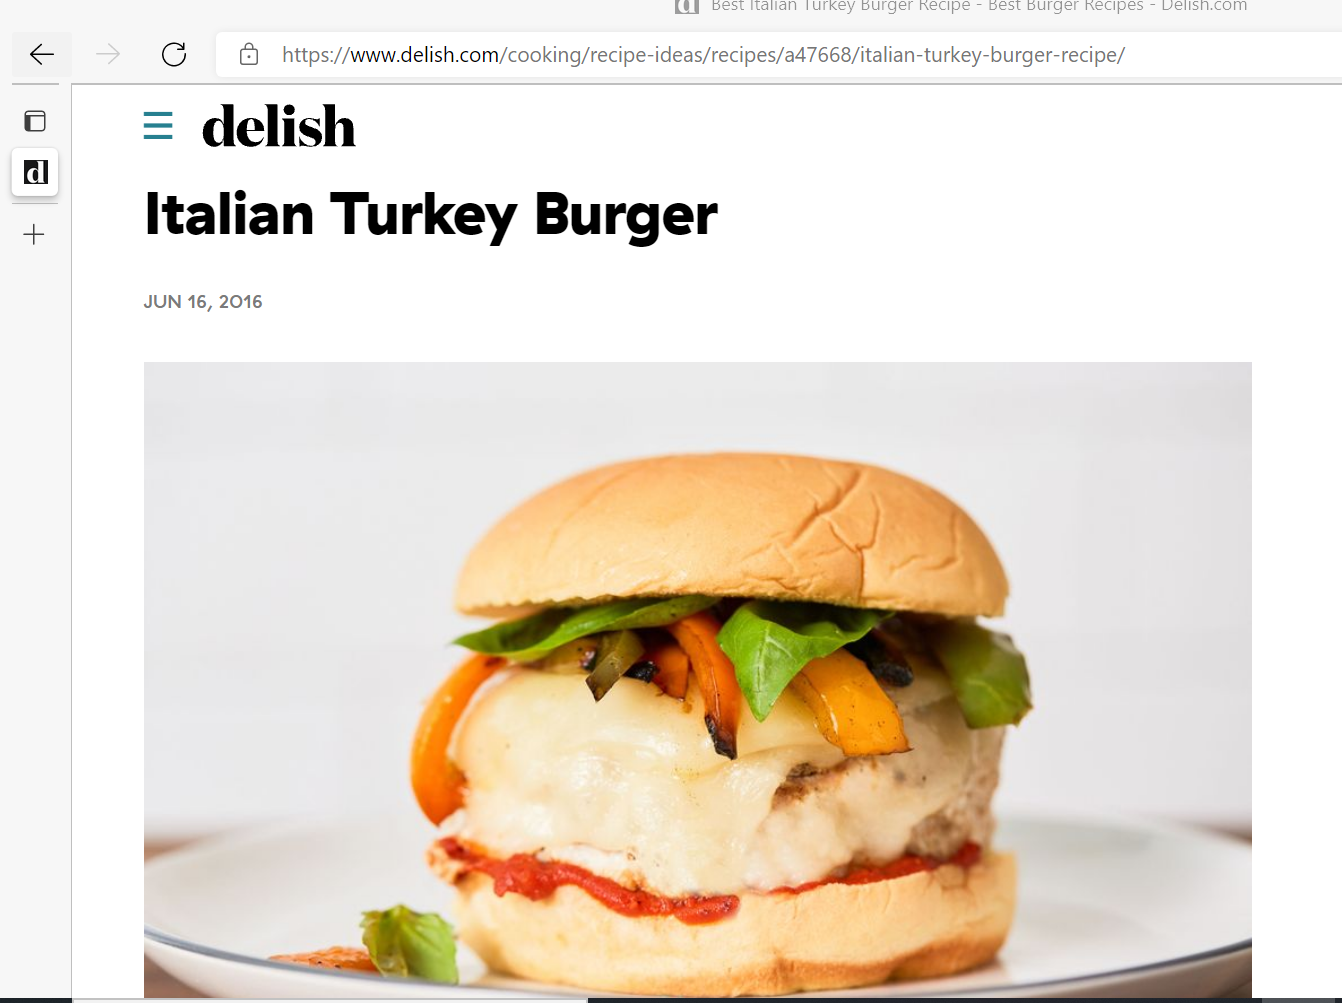 Best Italian Turkey Burger Recipe - Best Burger Recipes - Delish.com
https://www.delish.com/cooking/recipe-ideas/recipes/a47668/italian-turkey-burger-recipe/
delish
Italian Turkey Burger
JUN 16, 2016